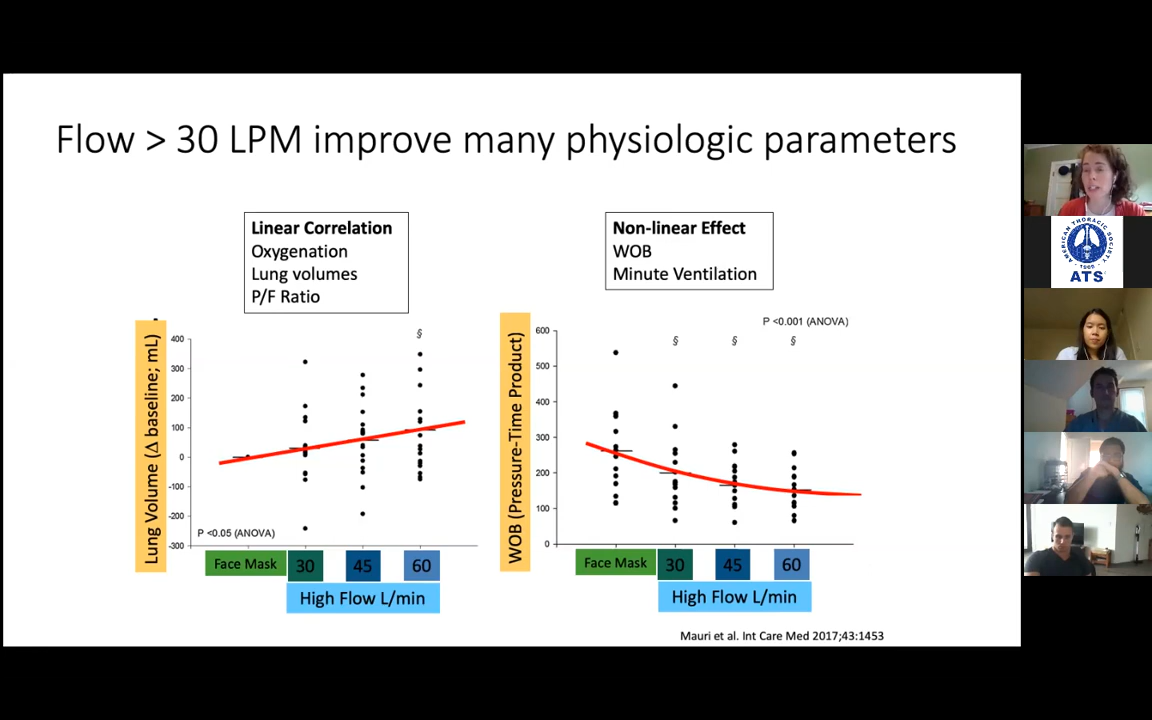 Flow > 30 LPM improve many physiologic parameters
Linear Correlation
Oxygenation
Lung volumes
P/F Ratio
Non-linear Effect
WOB
Minute Ventilation
Lung Volume (Δ baseline; mL)
400
300
200
100
0
-100
-200
-300
§
P <0.05 (ANOVA)
Face Mask
30
45
60
High Flow L/min
WOB (Pressure-Time Product)
600
500
400
300
200
100
0
P <0.001 (ANOVA)
§ § §
Face Mask
30
45
60
High Flow L/min
Mauri et al. Int Care Med 2017;43:1453
AMERICAN THORACIC SOCIETY
ATS